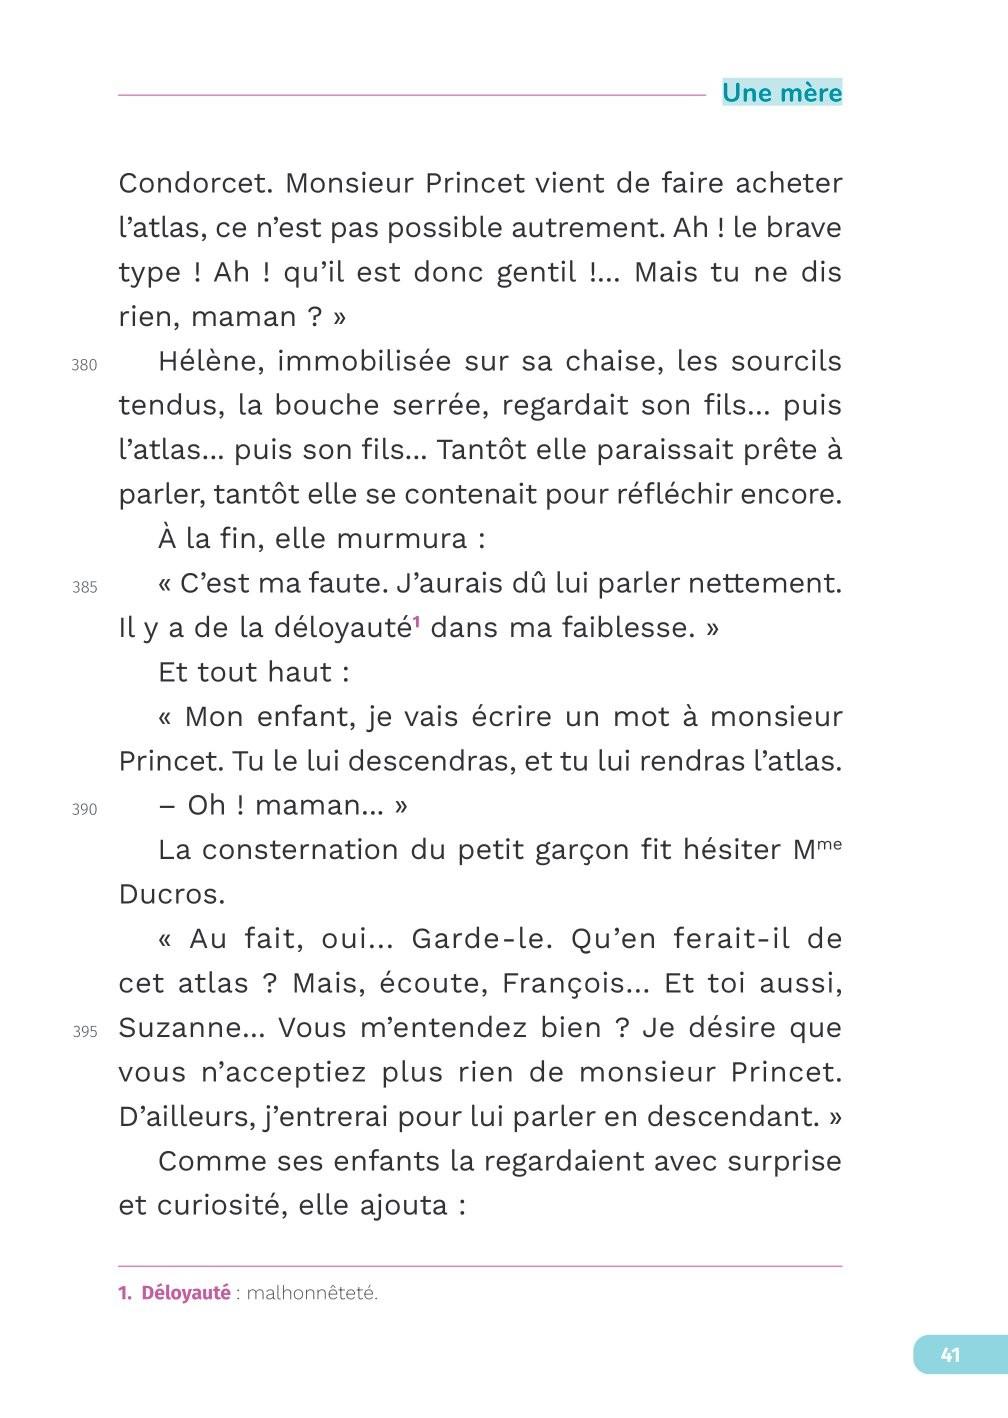 Une mère
Condorcet. Monsieur Princet vient de faire acheter
l’atlas, ce n’est pas possible autrement. Ah ! le brave
type ! Ah ! qu’il est donc gentil !... Mais tu ne dis
rien, maman ? »
380 Hélène, immobilisée sur sa chaise, les sourcils
tendus, la bouche serrée, regardait son fils... puis
l’atlas... puis son fils... Tantôt elle paraissait prête à
parler, tantôt elle se contenait pour réfléchir encore.
À la fin, elle murmura :
385 « C’est ma faute. J’aurais dû lui parler nettement.
Il y a de la déloyauté1 dans ma faiblesse. »
Et tout haut :
« Mon enfant, je vais écrire un mot à monsieur
Princet. Tu le lui descendras, et tu lui rendras l’atlas.
390 – Oh ! maman... »
La consternation du petit garçon fit hésiter Mme
Ducros.
« Au fait, oui... Garde-le. Qu’en ferait-il de
cet atlas ? Mais, écoute, François... Et toi aussi,
395 Suzanne... Vous m’entendez bien ? Je désire que
vous n’acceptiez plus rien de monsieur Princet.
D’ailleurs, j’entrerai pour lui parler en descendant. »
Comme ses enfants la regardaient avec surprise
et curiosité, elle ajouta :
1. Déloyauté : malhonnêteté.
41